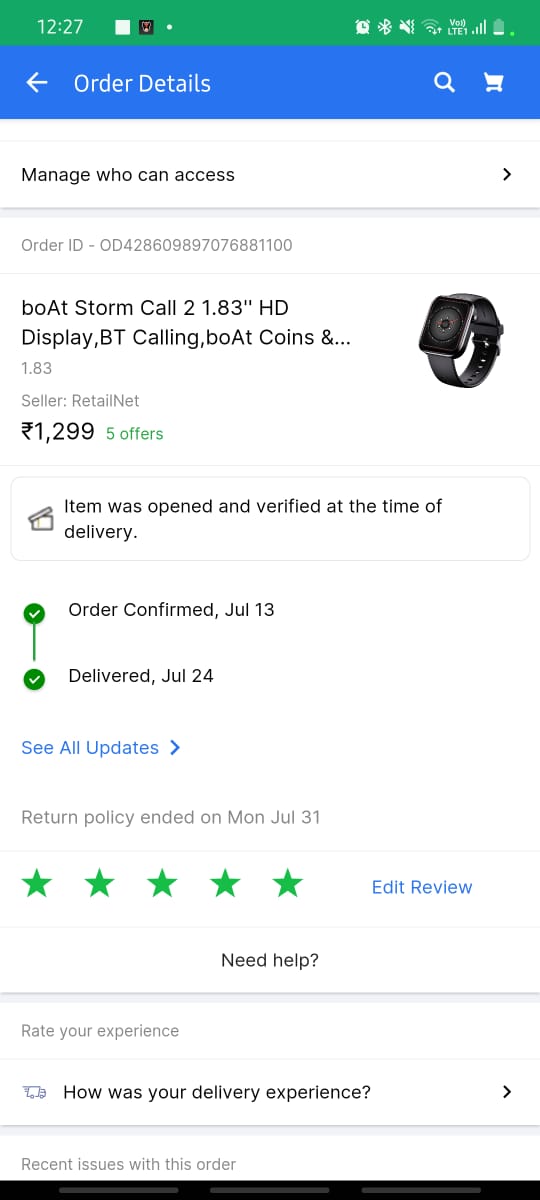 12:27
Vo))
LTE1
Order Details
Manage who can access
Order ID - OD428609897076881100
boAt Storm Call 2 1.83'' HD
Display,BT Calling,boAt Coins &...
1.83
Seller: RetailNet
₹1,299 5 offers
Item was opened and verified at the time of
delivery.
Order Confirmed, Jul 13
Delivered, Jul 24
See All Updates
Return policy ended on Mon Jul 31
Edit Review
Need help?
Rate your experience
How was your delivery experience?
Recent issues with this order